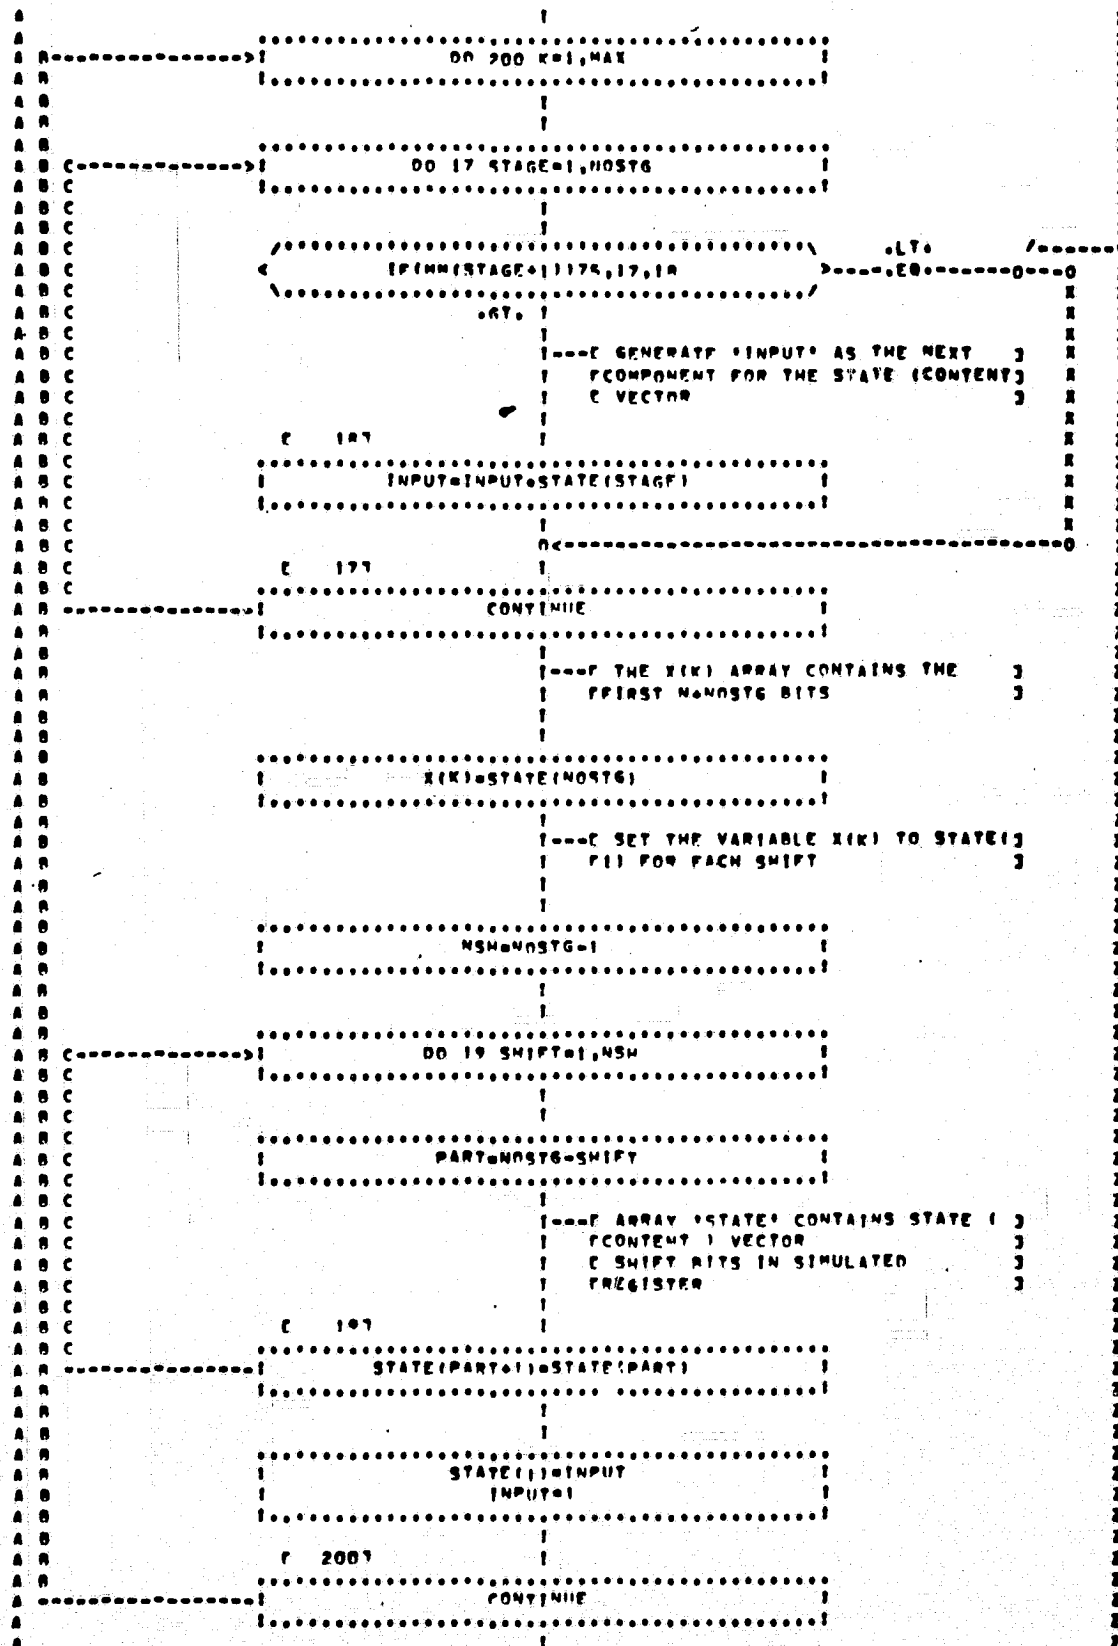 DO 200 K=1,MAX
DO 17 STAGE=1,NOSTG
.LT.
IF(MM(STAGE+1))175,17,18
.EQ.
.GT.
[ GENERATE 'INPUT' AS THE NEXT ]
[COMPONENT FOR THE STATE (CONTENT]
[ VECTOR ]
[ 18]
INPUT=INPUT*STATE(STAGE)
[ 17]
CONTINUE
[ THE X(K) ARRAY CONTAINS THE ]
[FIRST N*NOSTG BITS ]
X(K)=STATE(NOSTG)
[ SET THE VARIABLE X(K) TO STATE(]
[1) FOR EACH SHIFT ]
NSH=NOSTG-1
DO 19 SHIFT=1,NSH
PART=NOSTG-SHIFT
[ ARRAY 'STATE' CONTAINS STATE ( ]
[CONTENT ) VECTOR ]
[ SHIFT BITS IN SIMULATED ]
[REGISTER ]
[ 19]
STATE(PART+1)=STATE(PART)
STATE(1)=INPUT
INPUT=1
[ 200]
CONTINUE